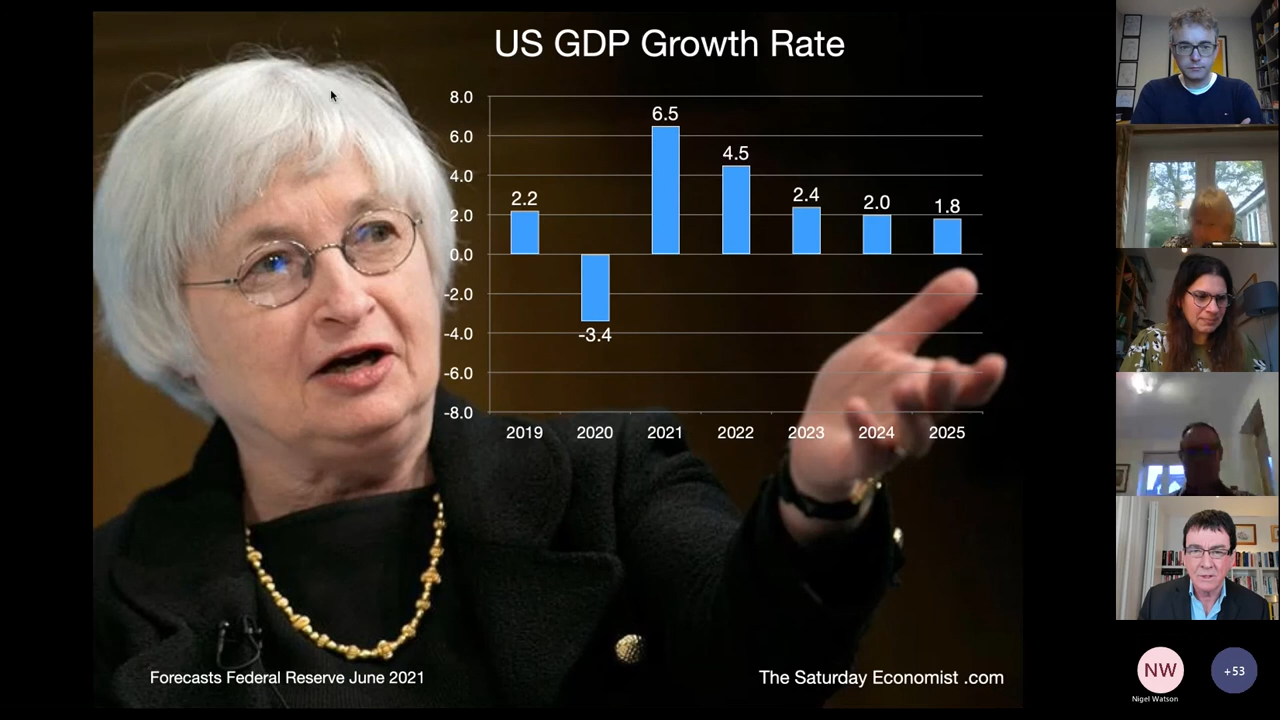 US GDP Growth Rate
8.0
6.0
4.0
2.0
0.0
-2.0
-4.0
-6.0
-8.0
2.2
-3.4
6.5
4.5
2.4
2.0
1.8
2019 2020 2021 2022 2023 2024 2025
Forecasts Federal Reserve June 2021
The Saturday Economist .com
NW
Nigel Watson
+53